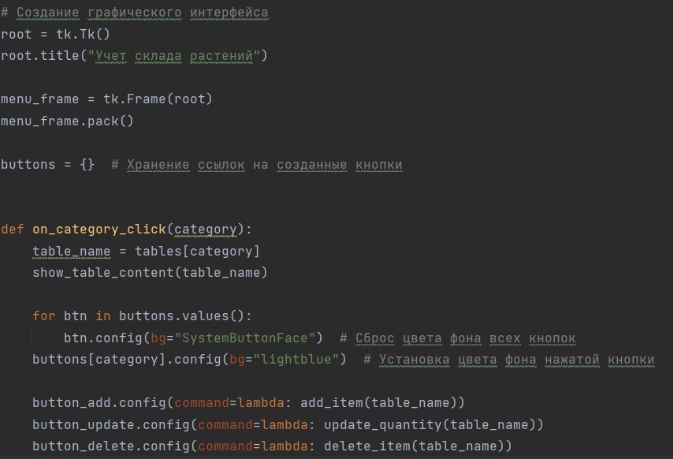 # Создание графического интерфейса
root = tk.Tk()
root.title("Учет склада растений")
menu_frame = tk.Frame(root)
menu_frame.pack()
buttons = {}  # Хранение ссылок на созданные кнопки
def on_category_click(category):
    table_name = tables[category]
    show_table_content(table_name)
    for btn in buttons.values():
        btn.config(bg="SystemButtonFace")  # Сброс цвета фона всех кнопок
    buttons[category].config(bg="lightblue")  # Установка цвета фона нажатой кнопки
    button_add.config(command=lambda: add_item(table_name))
    button_update.config(command=lambda: update_quantity(table_name))
    button_delete.config(command=lambda: delete_item(table_name))